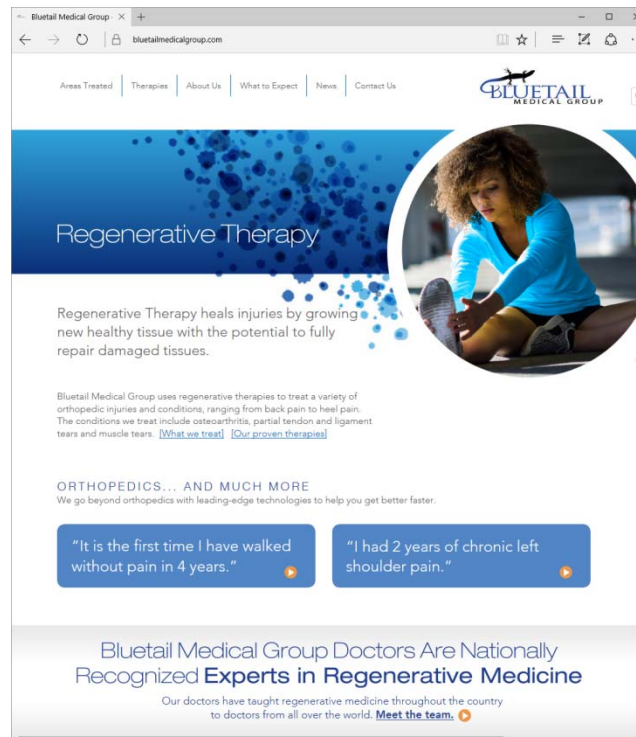 Bluetail Medical Group -
bluetailmedicalgroup.com
Areas Treated
Therapies
About Us
What to Expect
News
Contact Us
BLUETAIL
MEDICAL GROUP
Regenerative Therapy
Regenerative Therapy heals injuries by growing
new healthy tissue with the potential to fully
repair damaged tissues.
Bluetail Medical Group uses regenerative therapies to treat a variety of
orthopedic injuries and conditions, ranging from back pain to heel pain.
The conditions we treat include osteoarthritis, partial tendon and ligament
tears and muscle tears. [What we treat] [Our proven therapies]
ORTHOPEDICS... AND MUCH MORE
We go beyond orthopedics with leading-edge technologies to help you get better faster.
“It is the first time I have walked
without pain in 4 years.”
“I had 2 years of chronic left
shoulder pain.”
Bluetail Medical Group Doctors Are Nationally
Recognized Experts in Regenerative Medicine
Our doctors have taught regenerative medicine throughout the country
to doctors from all over the world. Meet the team.